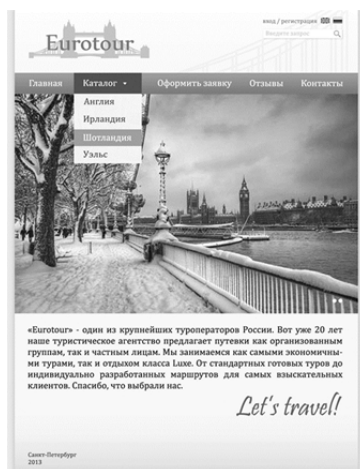 Eurotour
вход / регистрация
Введите запрос
Главная Каталог Оформить заявку Отзывы Контакты
Англия
Ирландия
Шотландия
Уэльс
«Eurotour» - один из крупнейших туроператоров России. Вот уже 20 лет
наше туристическое агентство предлагает путевки как организованным
группам, так и частным лицам. Мы занимаемся как самыми экономичны-
ми турами, так и отдыхом класса Luxe. От стандартных готовых туров до
индивидуально разработанных маршрутов для самых взыскательных
клиентов. Спасибо, что выбрали нас.
Let's travel!
Санкт-Петербург
2013